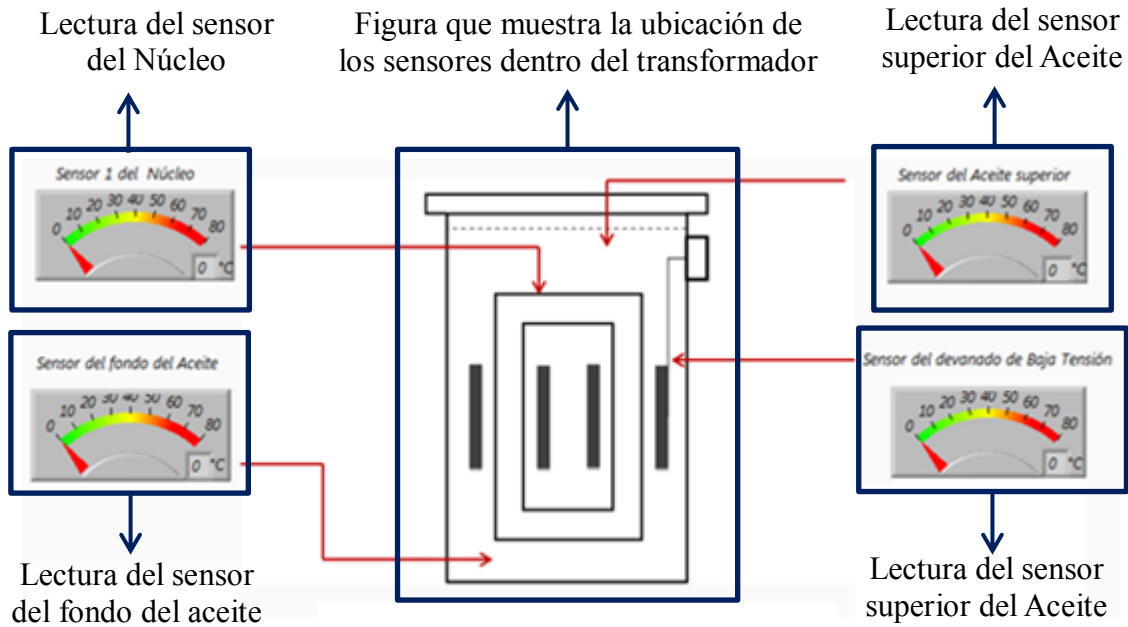 Lectura del sensor
del Núcleo
Figura que muestra la ubicación de
los sensores dentro del transformador
Lectura del sensor
superior del Aceite
Sensor 1 del Núcleo
0 10 20 30 40 50 60 70 80
0 °C
Sensor del Aceite superior
0 10 20 30 40 50 60 70 80
0 °C
Sensor del fondo del Aceite
0 10 20 30 40 50 60 70 80
0 °C
Sensor del devanado de Baja Tensión
0 10 20 30 40 50 60 70 80
0 °C
Lectura del sensor
del fondo del aceite
Lectura del sensor
superior del Aceite